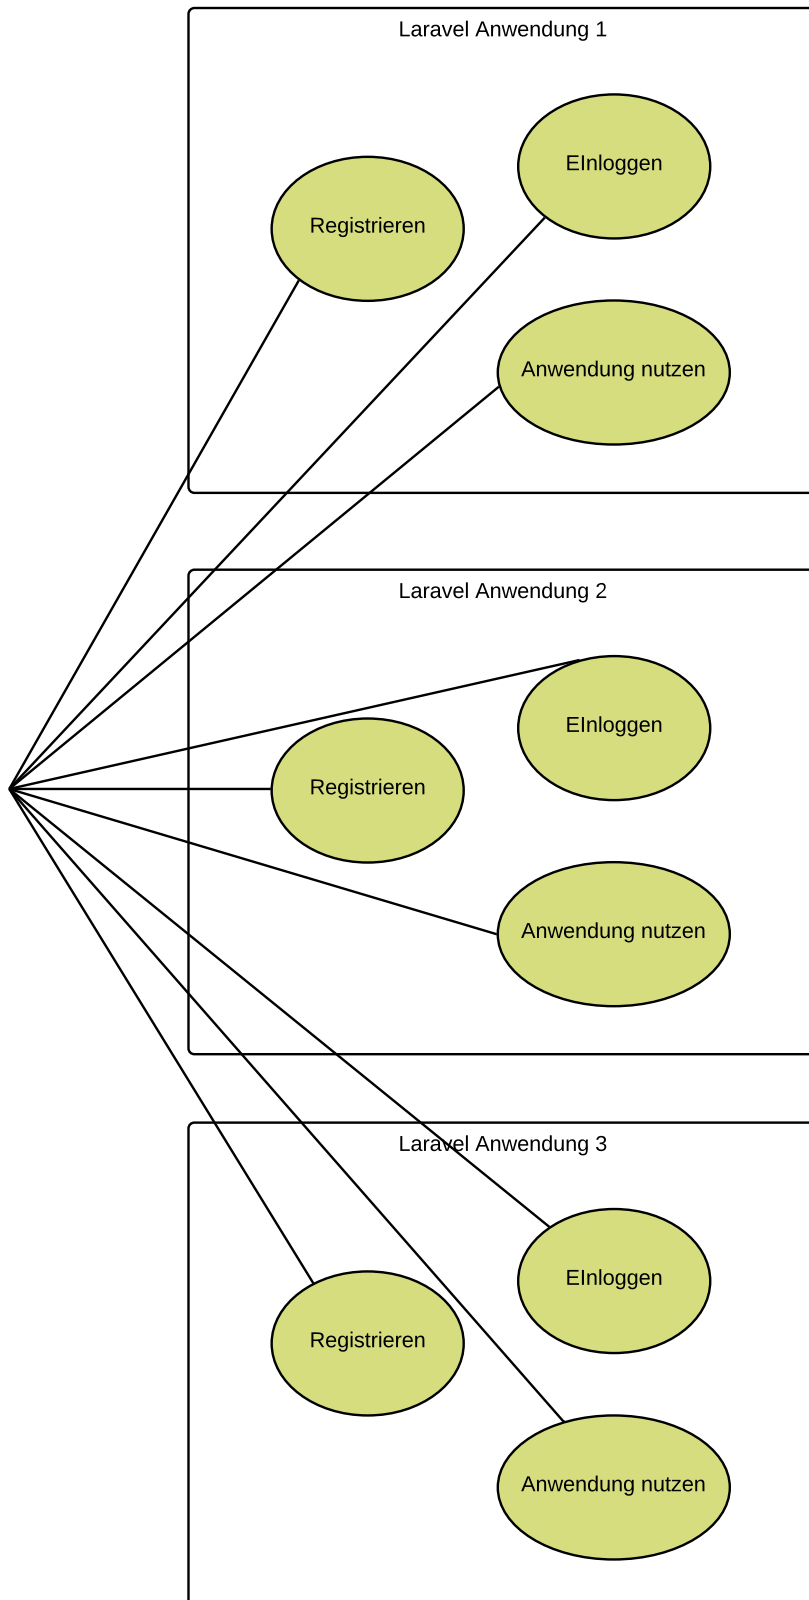 Laravel Anwendung 1
EInloggen
Registrieren
Anwendung nutzen
Laravel Anwendung 2
EInloggen
Registrieren
Anwendung nutzen
Laravel Anwendung 3
EInloggen
Registrieren
Anwendung nutzen